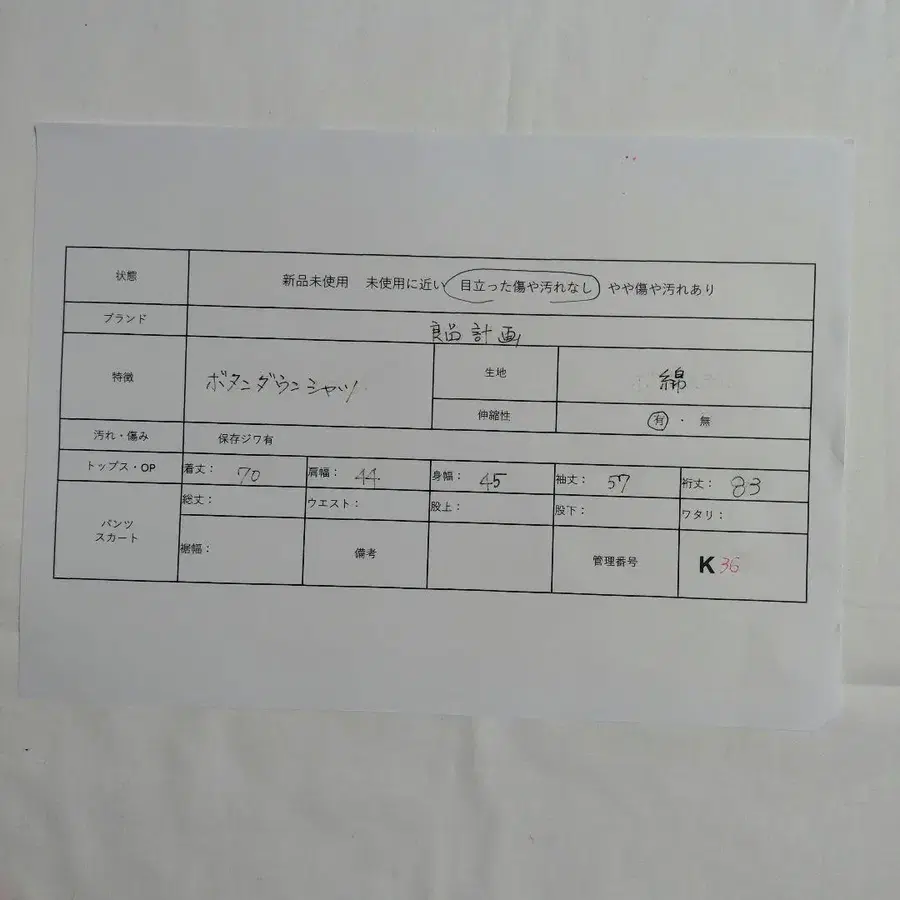 状態 新品未使用 未使用に近い 目立った傷や汚れなし やや傷や汚れあり
ブランド 良品計画
特徴 ボタンダウンシャツ 生地 綿
伸縮性 有 ・ 無
汚れ・傷み 保存ジワ有
トップス・OP 着丈： 70 肩幅： 44 身幅： 45 袖丈： 57 裄丈： 83
パンツ スカート 総丈： ウエスト： 股上： 股下： ワタリ：
裾幅： 備考 管理番号 K36